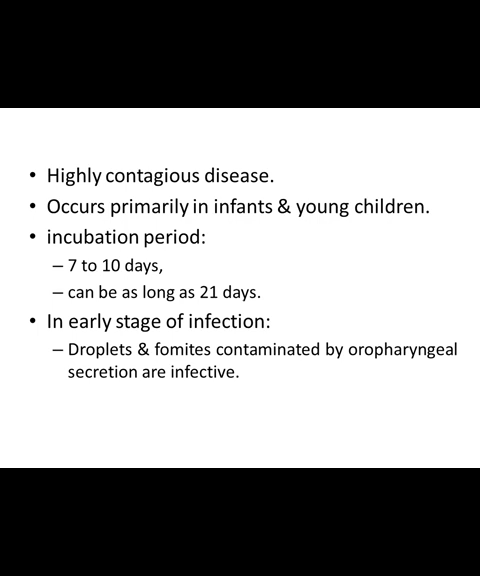 • Highly contagious disease.
• Occurs primarily in infants & young children.
• incubation period:
– 7 to 10 days,
– can be as long as 21 days.
• In early stage of infection:
– Droplets & fomites contaminated by oropharyngeal
secretion are infective.